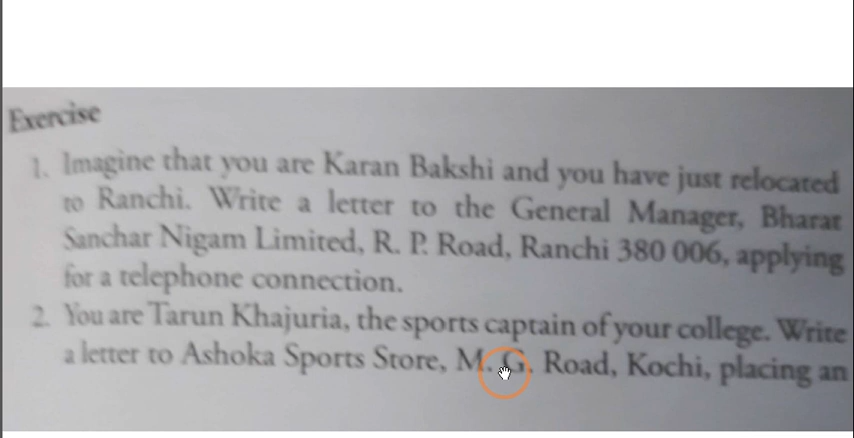 Exercise
1. Imagine that you are Karan Bakshi and you have just relocated
to Ranchi. Write a letter to the General Manager, Bharat
Sanchar Nigam Limited, R. P. Road, Ranchi 380 006, applying
for a telephone connection.
2. You are Tarun Khajuria, the sports captain of your college. Write
a letter to Ashoka Sports Store, M. G. Road, Kochi, placing an